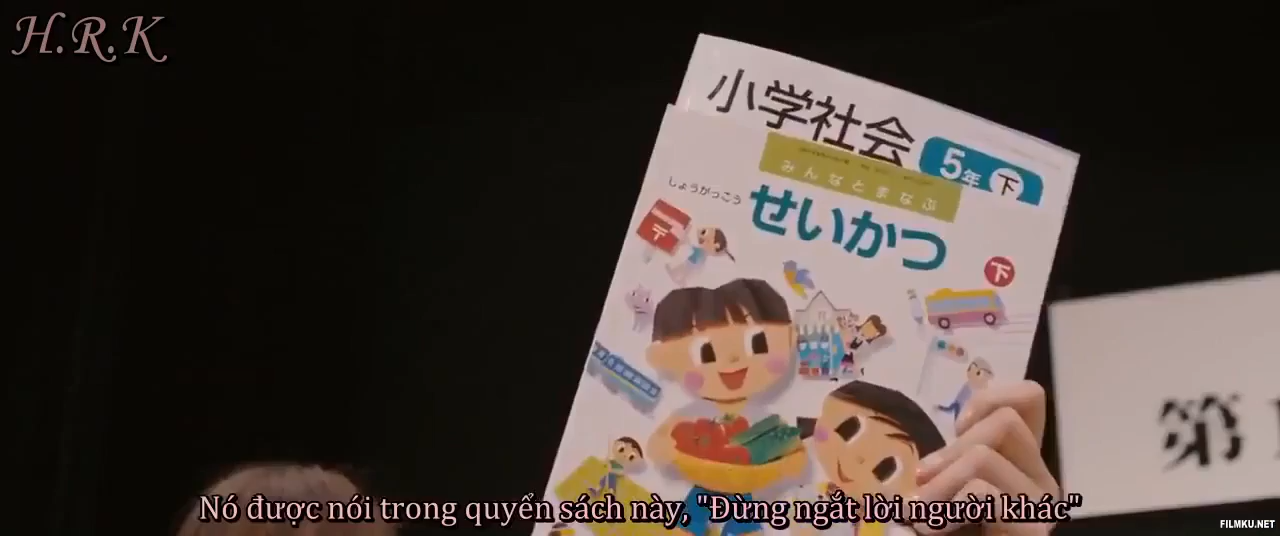 H.R.K
小学社会
5年 下
みんなとまなぶ
しょうがっこう
せいかつ
下
〒
第
Nó được nói trong quyển sách này, "Đừng ngắt lời người khác"
FILMKU.NET